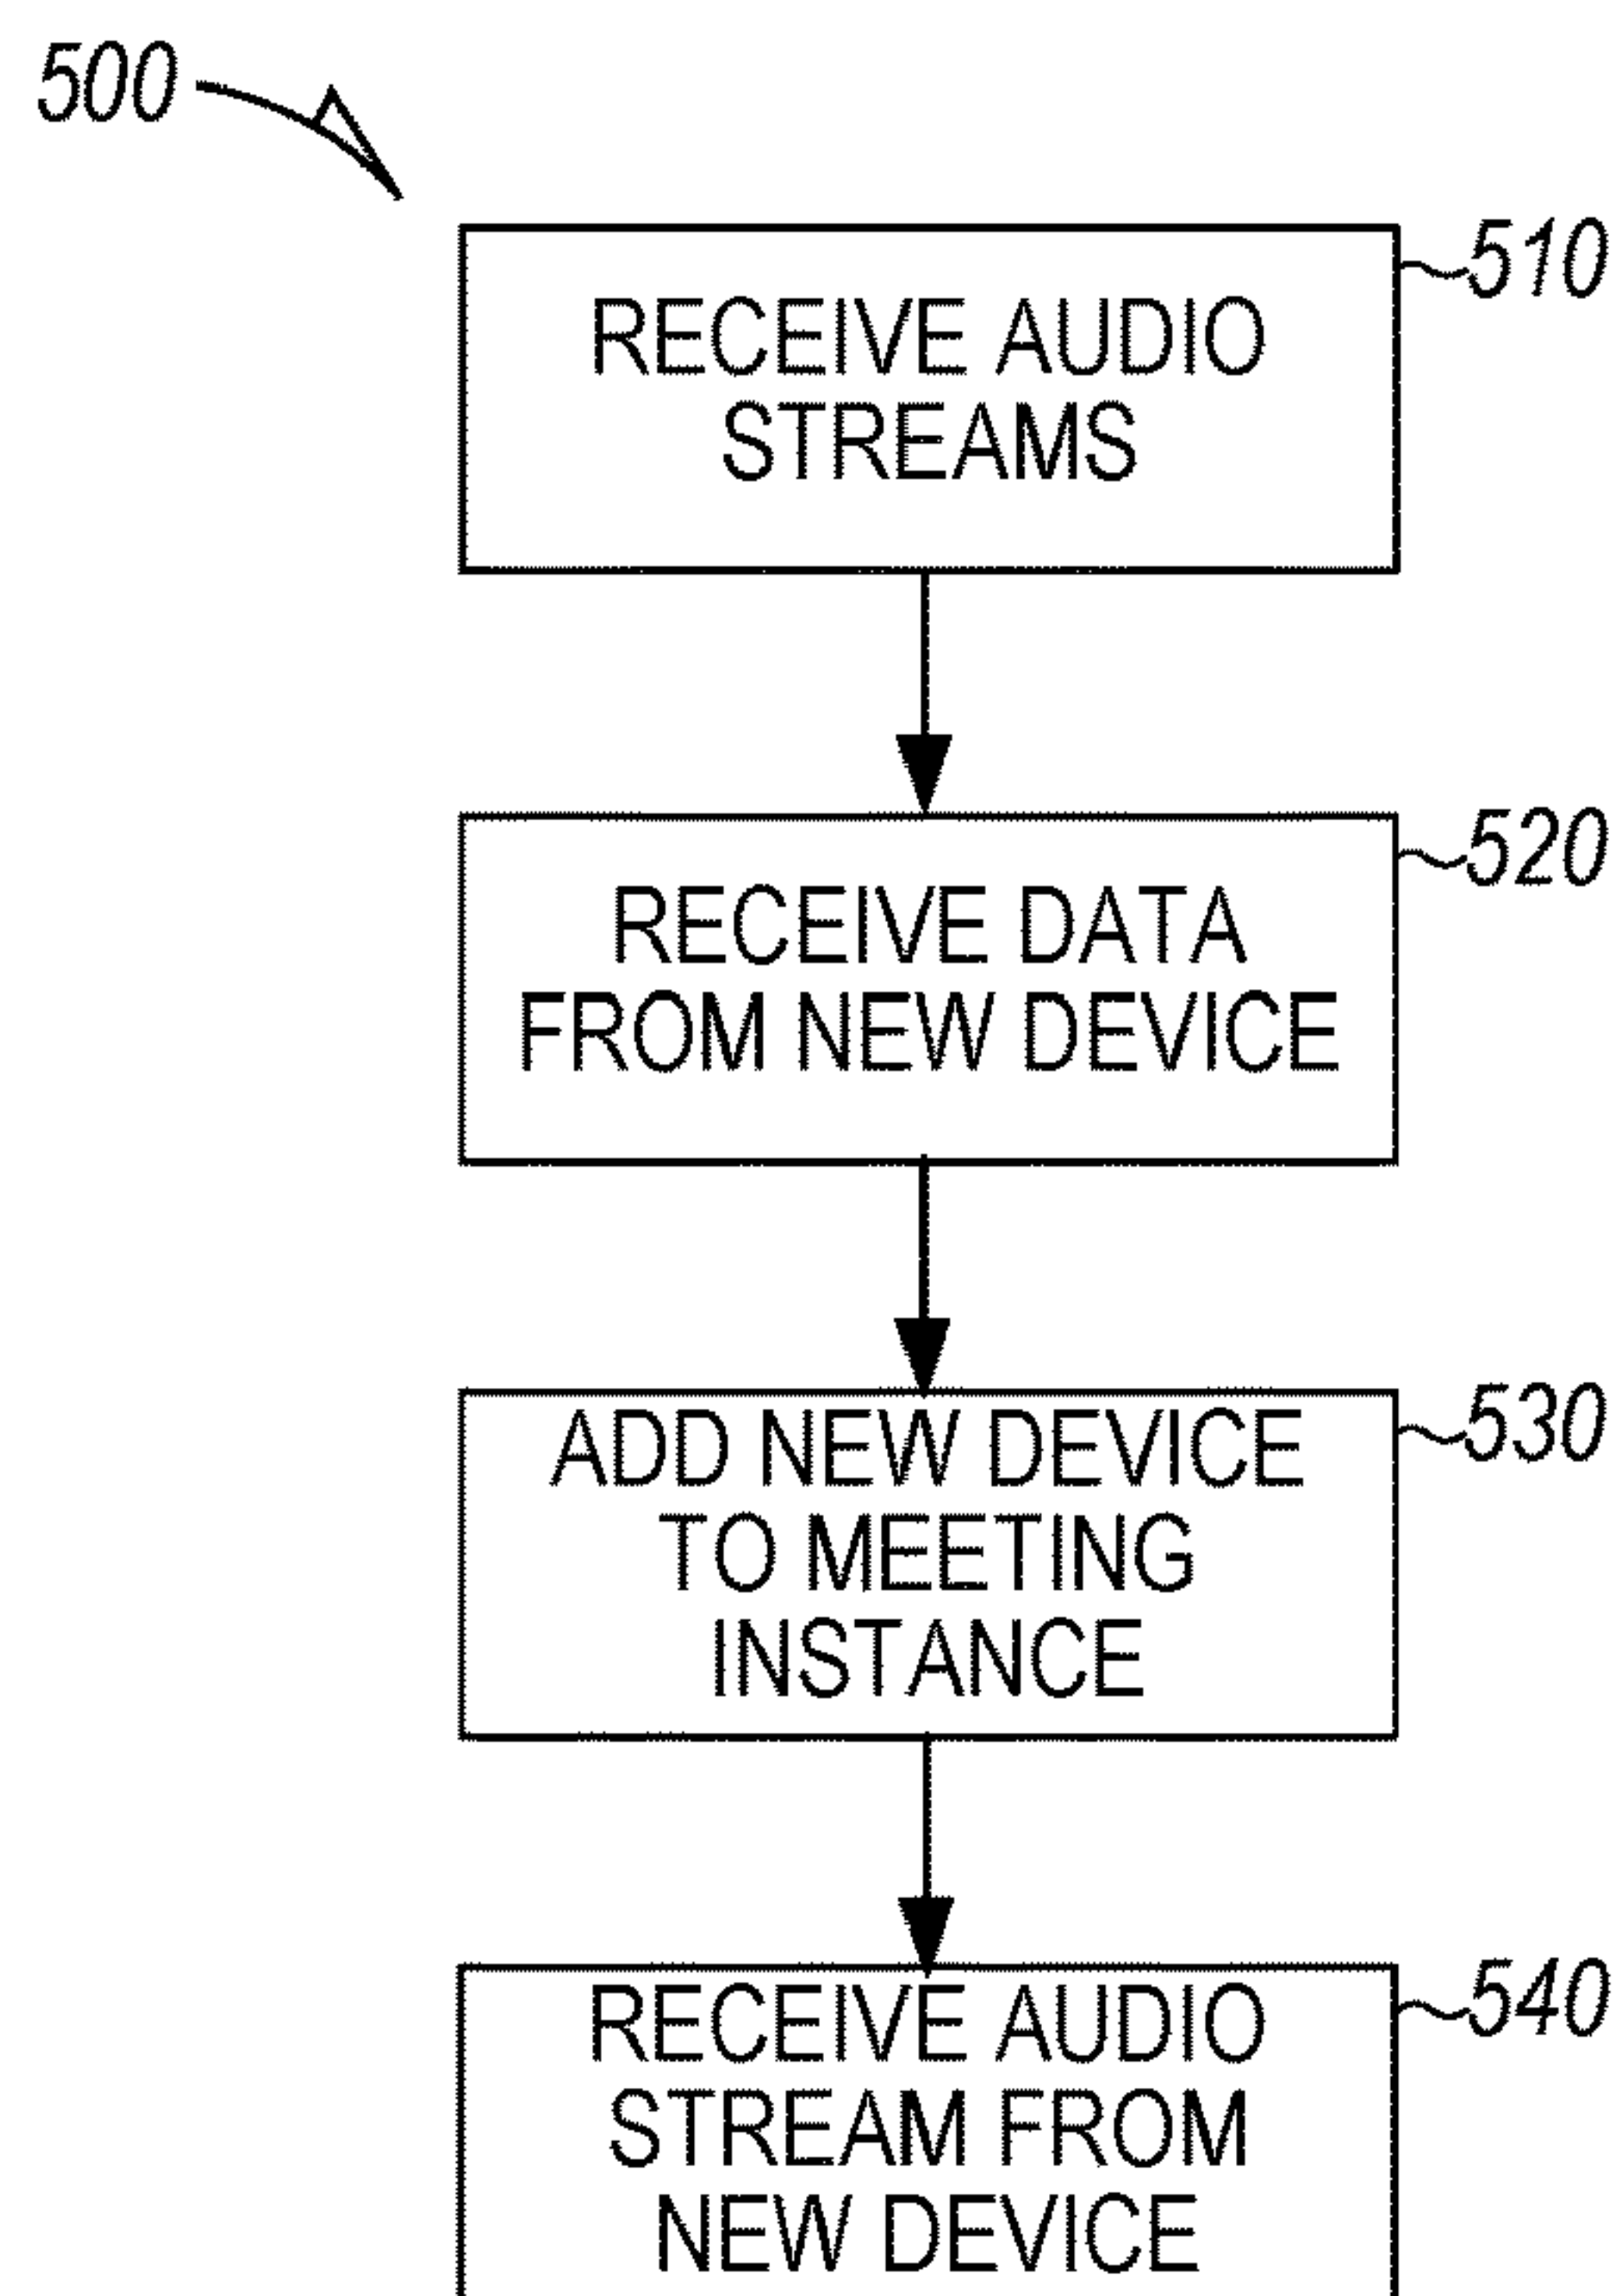 500
510
RECEIVE AUDIO
STREAMS
520
RECEIVE DATA
FROM NEW DEVICE
530
ADD NEW DEVICE
TO MEETING
INSTANCE
540
RECEIVE AUDIO
STREAM FROM
NEW DEVICE